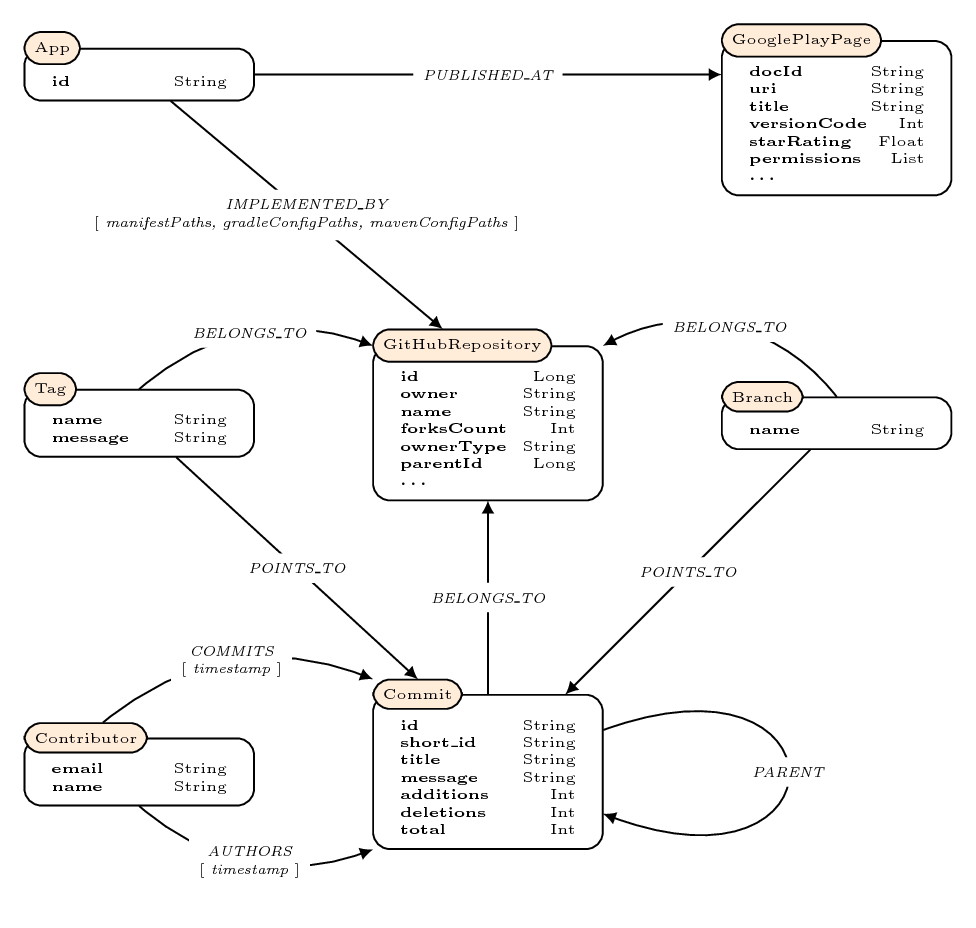 App
id String
PUBLISHED_AT
GooglePlayPage
docId String
uri String
title String
versionCode Int
starRating Float
permissions List
...
IMPLEMENTED_BY
[ manifestPaths, gradleConfigPaths, mavenConfigPaths ]
BELONGS_TO
BELONGS_TO
GitHubRepository
id Long
owner String
name String
forksCount Int
ownerType String
parentId Long
...
Tag
name String
message String
Branch
name String
POINTS_TO
POINTS_TO
BELONGS_TO
COMMITS
[ timestamp ]
Commit
id String
short_id String
title String
message String
additions Int
deletions Int
total Int
Contributor
email String
name String
PARENT
AUTHORS
[ timestamp ]